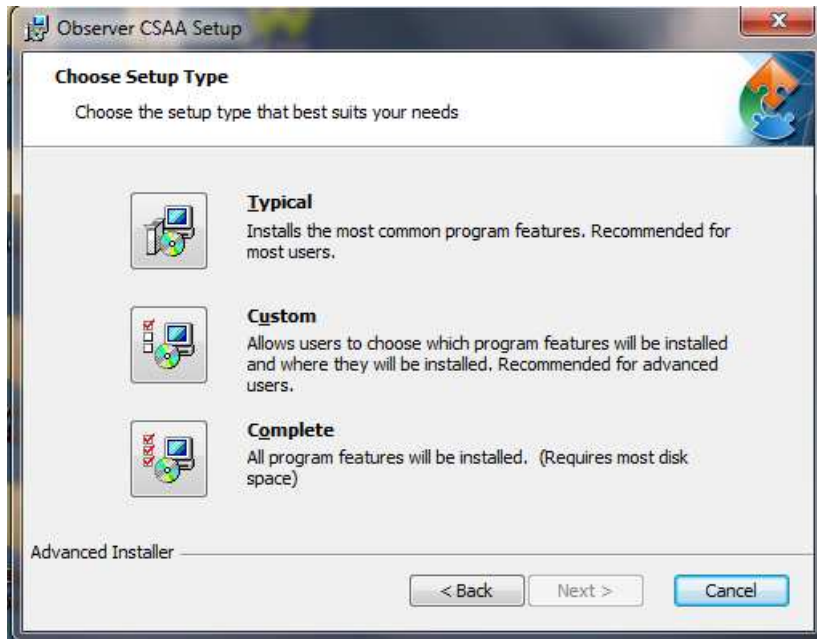 Observer CSAA Setup
Choose Setup Type
Choose the setup type that best suits your needs
Typical
Installs the most common program features. Recommended for
most users.
Custom
Allows users to choose which program features will be installed
and where they will be installed. Recommended for advanced
users.
Complete
All program features will be installed. (Requires most disk
space)
Advanced Installer
< Back Next > Cancel